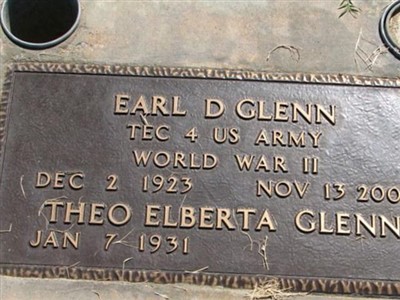 EARL D GLENN
TEC 4 US ARMY
WORLD WAR II
DEC 2 1923 NOV 13
THEO ELBERTA GLENN
JAN 7 1931